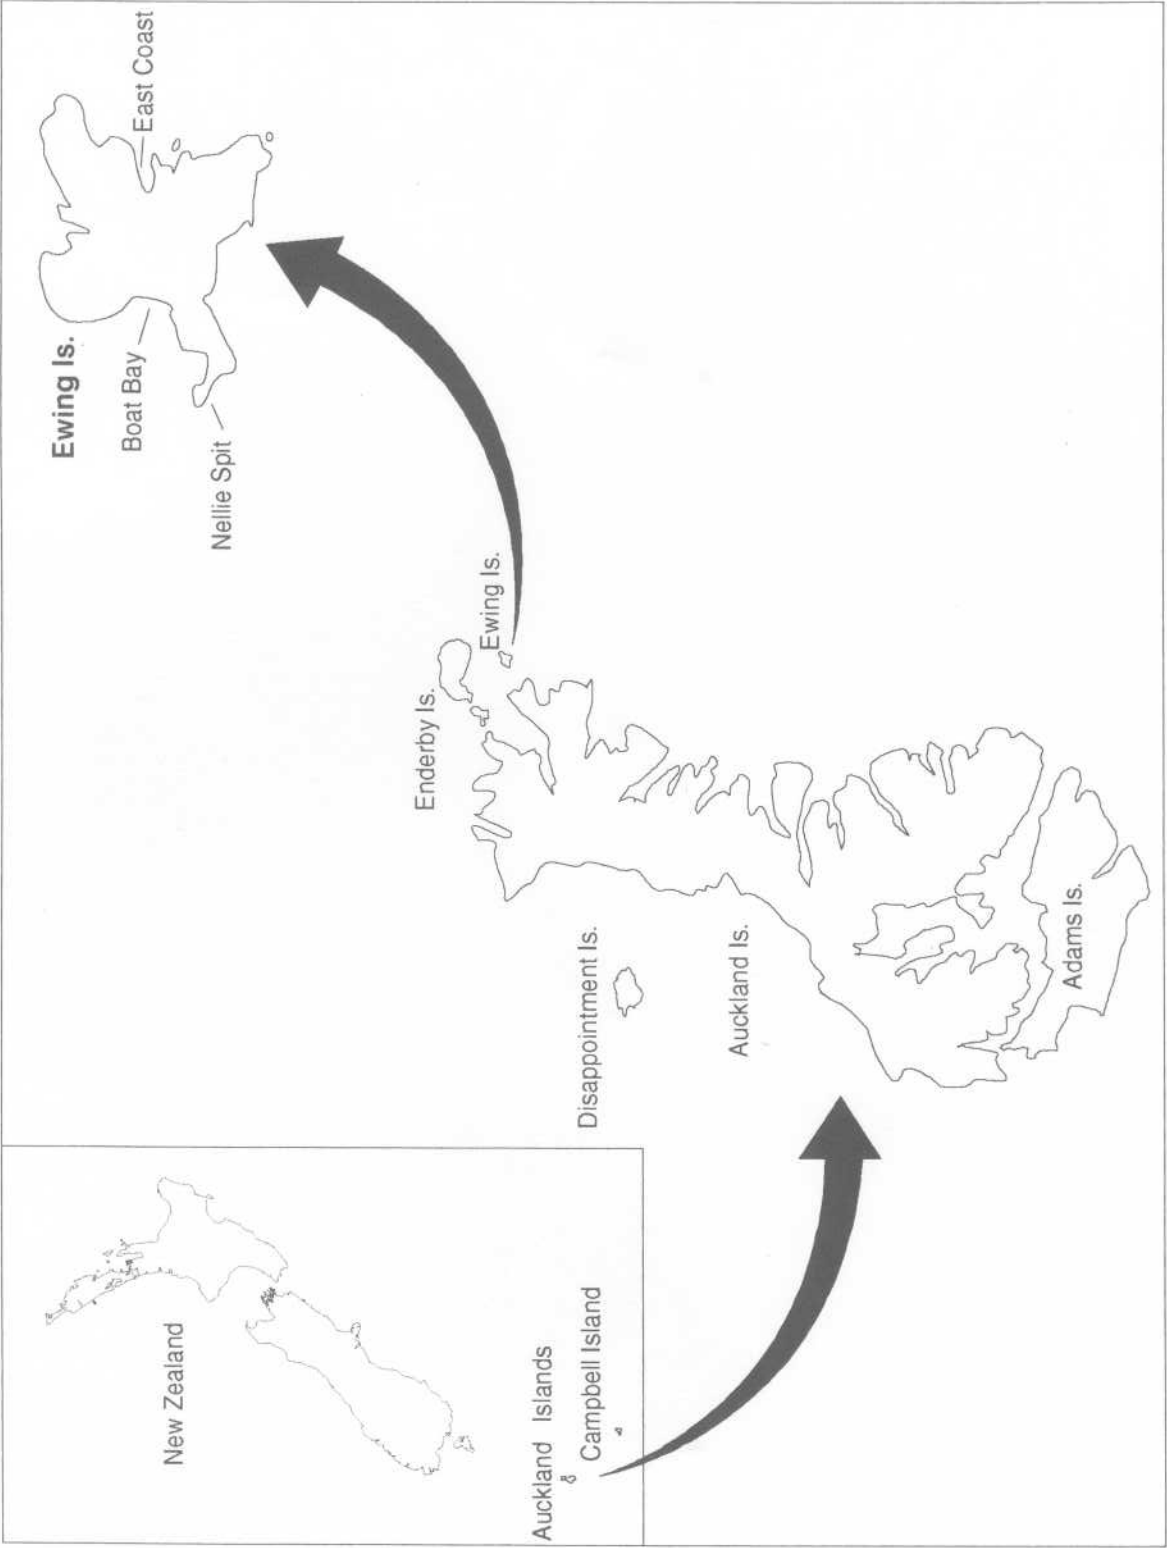 New Zealand
Auckland Islands
Campbell Island
Disappointment Is.
Auckland Is.
Adams Is.
Enderby Is.
Ewing Is.
Ewing Is.
Boat Bay
Nellie Spit
East Coast